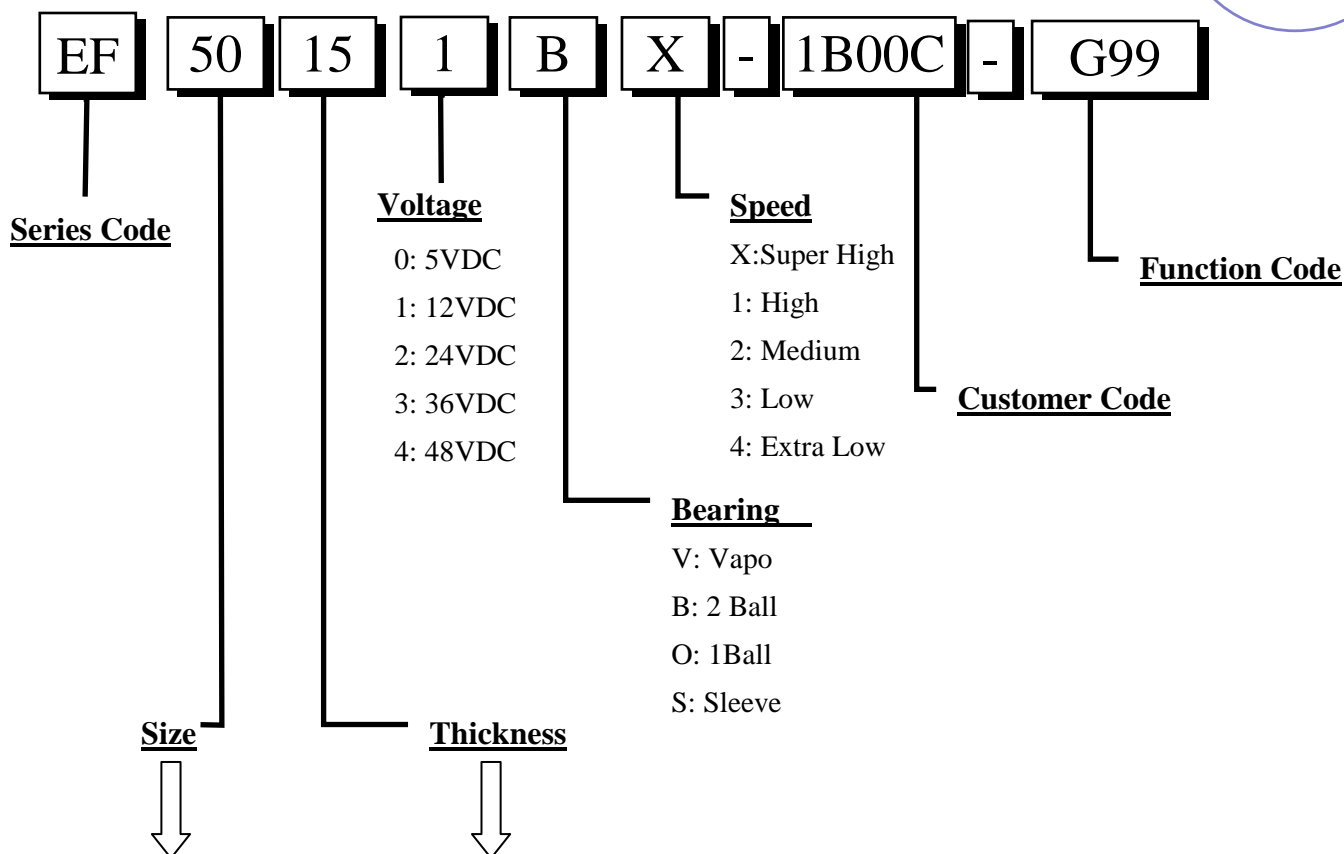 EF 50 15 1 B X - 1B00C - G99
Series Code
Voltage
0: 5VDC
1: 12VDC
2: 24VDC
3: 36VDC
4: 48VDC
Speed
X:Super High
1: High
2: Medium
3: Low
4: Extra Low
Function Code
Customer Code
Bearing
V: Vapo
B: 2 Ball
O: 1Ball
S: Sleeve
Size
Thickness